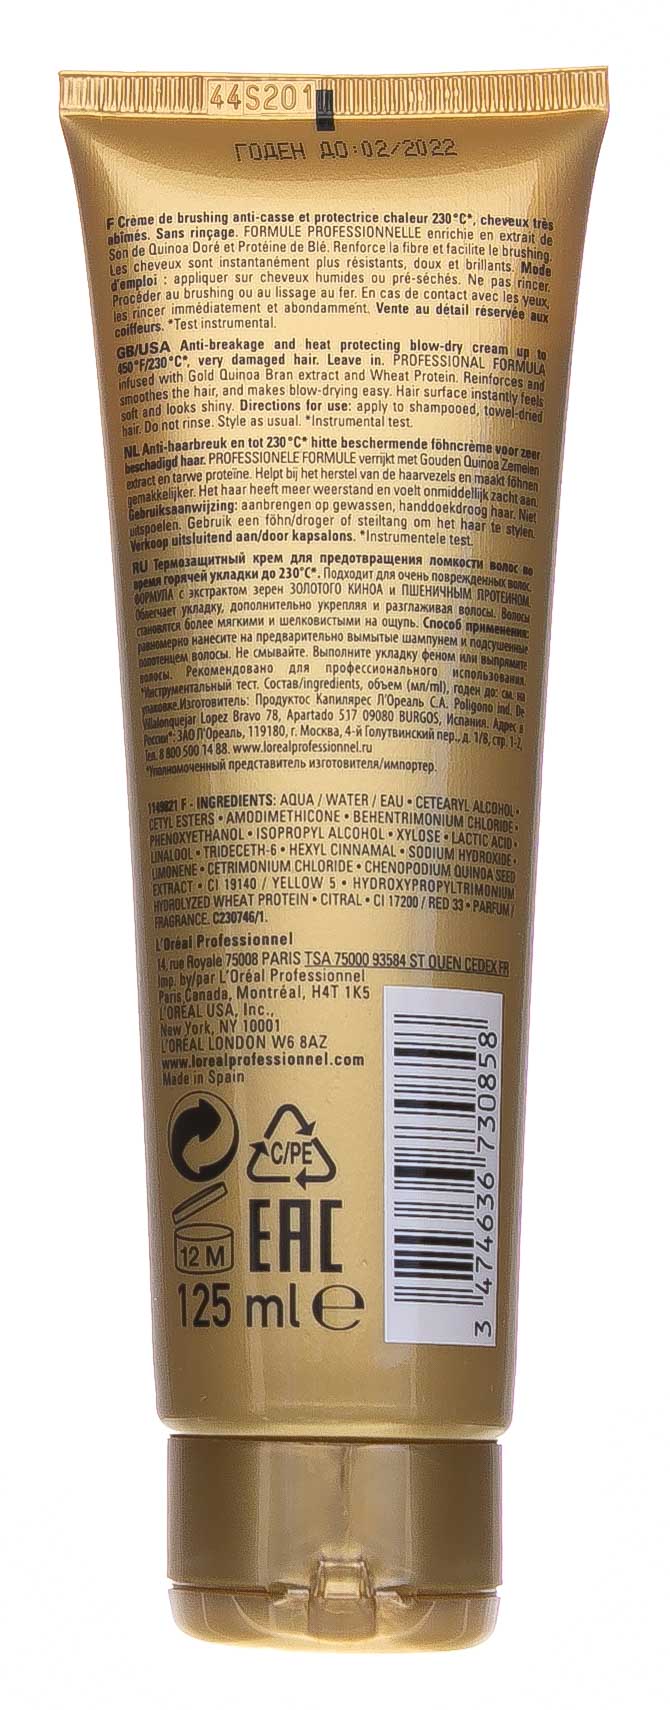 44S201
ГОДЕН ДО:02/2022
F Crème de brushing anti-casse et protectrice chaleur 230°C*, cheveux très
abîmés. Sans rinçage. FORMULE PROFESSIONNELLE enrichie en extrait de
Son de Quinoa Doré et Protéine de Blé. Renforce la fibre et facilite le brushing.
Les cheveux sont instantanément plus résistants, doux et brillants. Mode
d'emploi : appliquer sur cheveux humides ou pré-séchés. Ne pas rincer.
Procéder au brushing ou au lissage au fer. En cas de contact avec les yeux,
les rincer immédiatement et abondamment. Vente au détail réservée aux
coiffeurs. *Test instrumental.
GB/USA Anti-breakage and heat protecting blow-dry cream up to
450°F/230°C*, very damaged hair. Leave in. PROFESSIONAL FORMULA
infused with Gold Quinoa Bran extract and Wheat Protein. Reinforces and
smoothes the hair, and makes blow-drying easy. Hair surface instantly feels
soft and looks shiny. Directions for use: apply to shampooed, towel-dried
hair. Do not rinse. Style as usual. *Instrumental test.
NL Anti-haarbreuk en tot 230°C* hitte beschermende föhncrème voor zeer
beschadigd haar. PROFESSIONELE FORMULE verrijkt met Gouden Quinoa Zemelen
extract en tarwe proteïne. Helpt bij het herstel van de haarvezels en maakt föhnen
gemakkelijker. Het haar heeft meer weerstand en voelt onmiddellijk zacht aan.
Gebruiksaanwijzing: aanbrengen op gewassen, handdoekdroog haar. Niet
uitspoelen. Gebruik een föhn/droger of steiltang om het haar te stylen.
Verkoop uitsluitend aan/door kapsalons. *Instrumentele test.
RU Термозащитный крем для предотвращения ломкости волос во
время горячей укладки до 230°C*. Подходит для очень поврежденных волос.
ФОРМУЛА с экстрактом зерен ЗОЛОТОГО КИНОА и ПШЕНИЧНЫМ ПРОТЕИНОМ.
Облегчает укладку, дополнительно укрепляя и разглаживая волосы. Волосы
становятся более мягкими и шелковистыми на ощупь. Способ применения:
равномерно нанесите на предварительно вымытые шампунем и подсушенные
полотенцем волосы. Не смывайте. Выполните укладку феном или выпрямите
волосы. Рекомендовано для профессионального использования.
*Инструментальный тест. Состав/ingredients, объем (мл/ml), годен до: см. на
упаковке.Изготовитель: Продуктос Капилярес Л'Ореаль С.А. Poligono ind. De
Villalonquejar Lopez Bravo 78, Apartado 517 09080 BURGOS, Испания. Адрес в
России*: ЗАО Л'Ореаль, 119180, г. Москва, 4-й Голутвинский пер., д. 1/8, стр. 1-2,
Тел. 8 800 500 14 88. www.lorealprofessionnel.ru
*Уполномоченный представитель изготовителя/импортер.
1149821 F - INGREDIENTS: AQUA / WATER / EAU • CETEARYL ALCOHOL •
CETYL ESTERS • AMODIMETHICONE • BEHENTRIMONIUM CHLORIDE •
PHENOXYETHANOL • ISOPROPYL ALCOHOL • XYLOSE • LACTIC ACID •
LINALOOL • TRIDECETH-6 • HEXYL CINNAMAL • SODIUM HYDROXIDE •
LIMONENE • CETRIMONIUM CHLORIDE • CHENOPODIUM QUINOA SEED
EXTRACT • CI 19140 / YELLOW 5 • HYDROXYPROPYLTRIMONIUM
HYDROLYZED WHEAT PROTEIN • CITRAL • CI 17200 / RED 33 • PARFUM /
FRAGRANCE. C230746/1.
L'Oréal Professionnel
14, rue Royale 75008 PARIS TSA 75000 93584 ST OUEN CEDEX FR
Imp. by/par L'Oréal Professionnel
Paris,Canada, Montréal, H4T 1K5
L'ORÉAL USA, Inc.,
New York, NY 10001
L'ORÉAL LONDON W6 8AZ
www.lorealprofessionnel.com
Made in Spain
C/PE
12 M
EAC
125 ml e
3 474636 730858